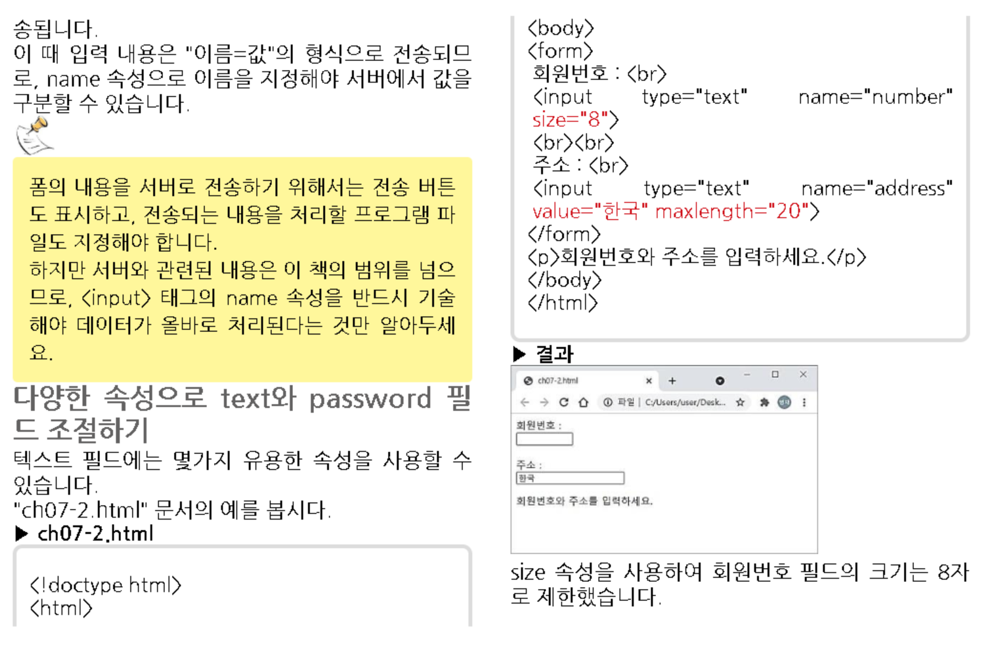 송됩니다.
이 때 입력 내용은 "이름=값"의 형식으로 전송되므
로, name 속성으로 이름을 지정해야 서버에서 값을
구분할 수 있습니다.
폼의 내용을 서버로 전송하기 위해서는 전송 버튼
도 표시하고, 전송되는 내용을 처리할 프로그램 파
일도 지정해야 합니다.
하지만 서버와 관련된 내용은 이 책의 범위를 넘으
므로, <input> 태그의 name 속성을 반드시 기술
해야 데이터가 올바로 처리된다는 것만 알아두세
요.
다양한 속성으로 text와 password 필
드 조절하기
텍스트 필드에는 몇가지 유용한 속성을 사용할 수
있습니다.
"ch07-2.html" 문서의 예를 봅시다.
▶ ch07-2.html
<!doctype html>
<html>
<body>
<form>
회원번호 : <br>
<input type="text" name="number"
size="8">
<br><br>
주소 : <br>
<input type="text" name="address"
value="한국" maxlength="20">
</form>
<p>회원번호와 주소를 입력하세요.</p>
</body>
</html>
▶ 결과
ch07-2.html
파일 | C:/Users/user/Desk...
회원번호 :
주소 :
한국
회원번호와 주소를 입력하세요.
size 속성을 사용하여 회원번호 필드의 크기는 8자
로 제한했습니다.